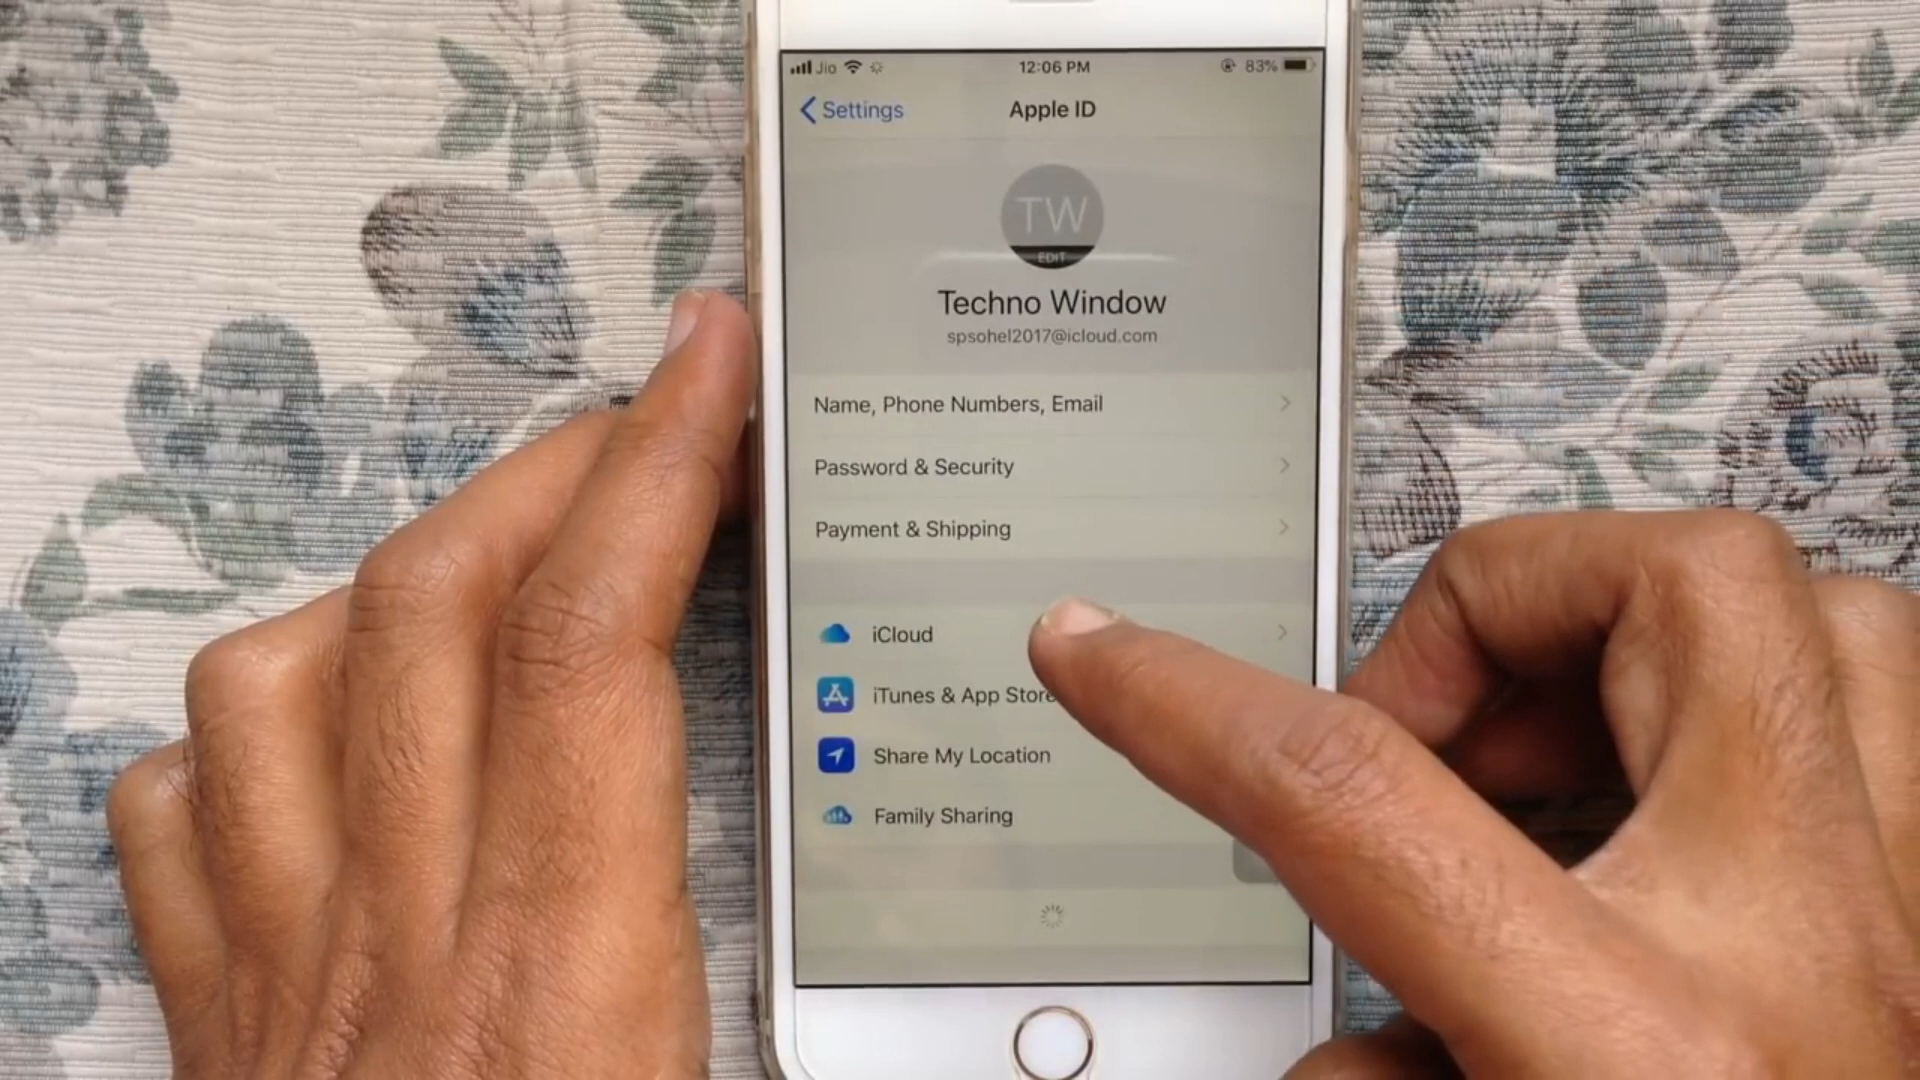 Jio 12:06 PM 83%
Settings Apple ID
TW
EDIT
Techno Window
spsohel2017@icloud.com
Name, Phone Numbers, Email
Password & Security
Payment & Shipping
iCloud
iTunes & App Store
Share My Location
Family Sharing